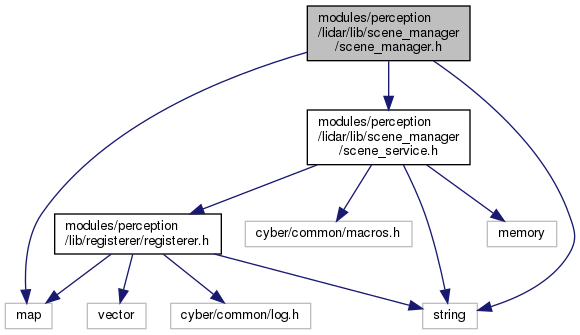 modules/perception
/lidar/lib/scene_manager
/scene_manager.h
modules/perception
/lidar/lib/scene_manager
/scene_service.h
modules/perception
/lib/registerer/registerer.h
cyber/common/macros.h
memory
map
vector
cyber/common/log.h
string